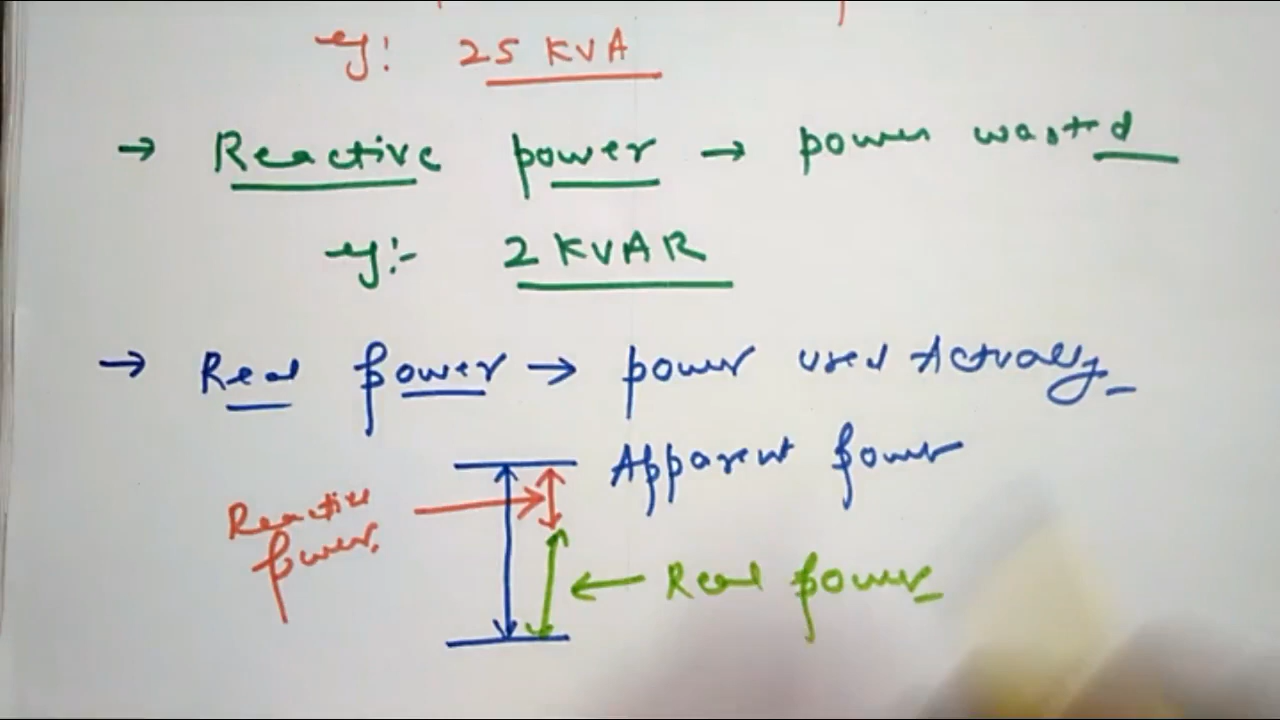 eg: 25 KVA
→ Reactive power → power wasted
eg:- 2 KVAR
→ Real power → power used Actually
Apparent power
Reactive
power
← Real power